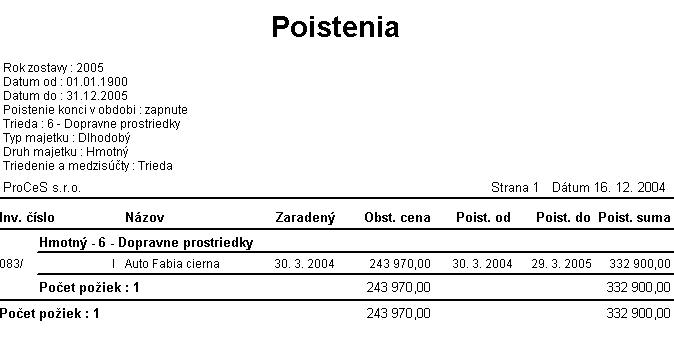 Poistenia
Rok zostavy : 2005
Datum od : 01.01.1900
Datum do : 31.12.2005
Poistenie konci v obdobi : zapnute
Trieda : 6 - Dopravne prostriedky
Typ majetku : Dlhodobý
Druh majetku : Hmotný
Triedenie a medzisúčty : Trieda
ProCeS s.r.o. Strana 1 Dátum 16. 12. 2004
Inv. číslo Názov Zaradený Obst. cena Poist. od Poist. do Poist. suma
Hmotný - 6 - Dopravne prostriedky
083/ I Auto Fabia cierna 30. 3. 2004 243 970,00 30. 3. 2004 29. 3. 2005 332 900,00
Počet požiek : 1 243 970,00 332 900,00
Počet požiek : 1 243 970,00 332 900,00